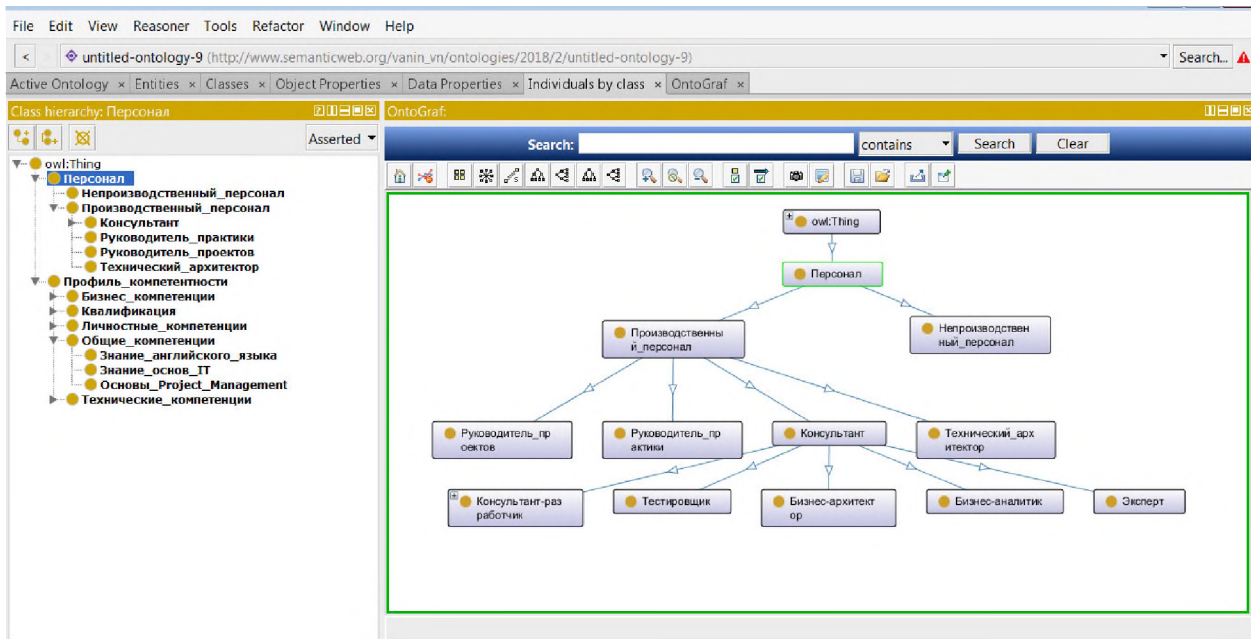 File Edit View Reasoner Tools Refactor Window Help
< > untitled-ontology-9 (http://www.semanticweb.org/vanin_vn/ontologies/2018/2/untitled-ontology-9) Search...
Active Ontology × Entities × Classes × Object Properties × Data Properties × Individuals by class × OntoGraf ×
Class hierarchy: Персонал
Asserted
owl:Thing
Персонал
Непроизводственный_персонал
Производственный_персонал
Консультант
Руководитель_практики
Руководитель_проектов
Технический_архитектор
Профиль_компетентности
Бизнес_компетенции
Квалификация
Личностные_компетенции
Общие_компетенции
Знание_английского_языка
Знание_основ_IT
Основы_Project_Management
Технические_компетенции
OntoGraf:
Search: contains Search Clear
owl:Thing
Персонал
Производственны
й_персонал
Непроизводствен
ный_персонал
Руководитель_пр
оектов
Руководитель_пр
актики
Консультант
Технический_арх
итектор
Консультант-раз
работчик
Тестировщик
Бизнес-архитект
ор
Бизнес-аналитик
Эксперт